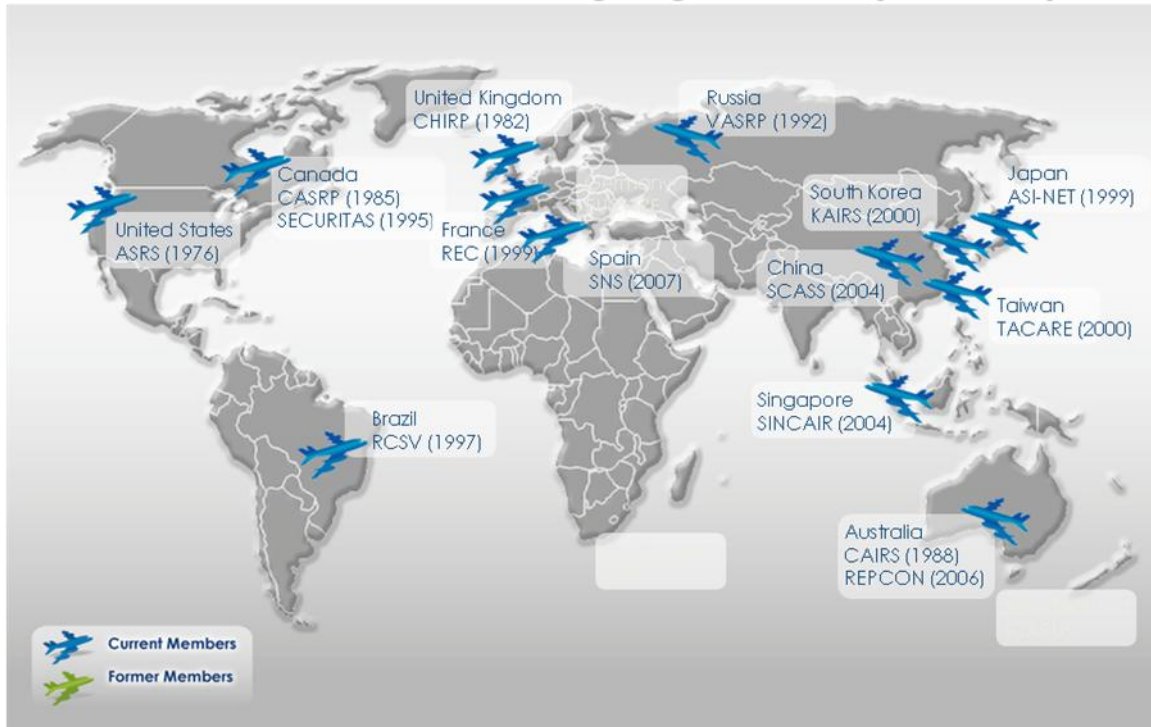 United Kingdom
CHIRP (1982)
Russia
VASRP (1992)
Canada
CASRP (1985)
SECURITAS (1995)
Japan
ASI-NET (1999)
South Korea
KAIRS (2000)
United States
ASRS (1976)
France
REC (1999)
Spain
SNS (2007)
China
SCASS (2004)
Taiwan
TACARE (2000)
Singapore
SINCAIR (2004)
Brazil
RCSV (1997)
Australia
CAIRS (1988)
REPCON (2006)
Current Members
Former Members